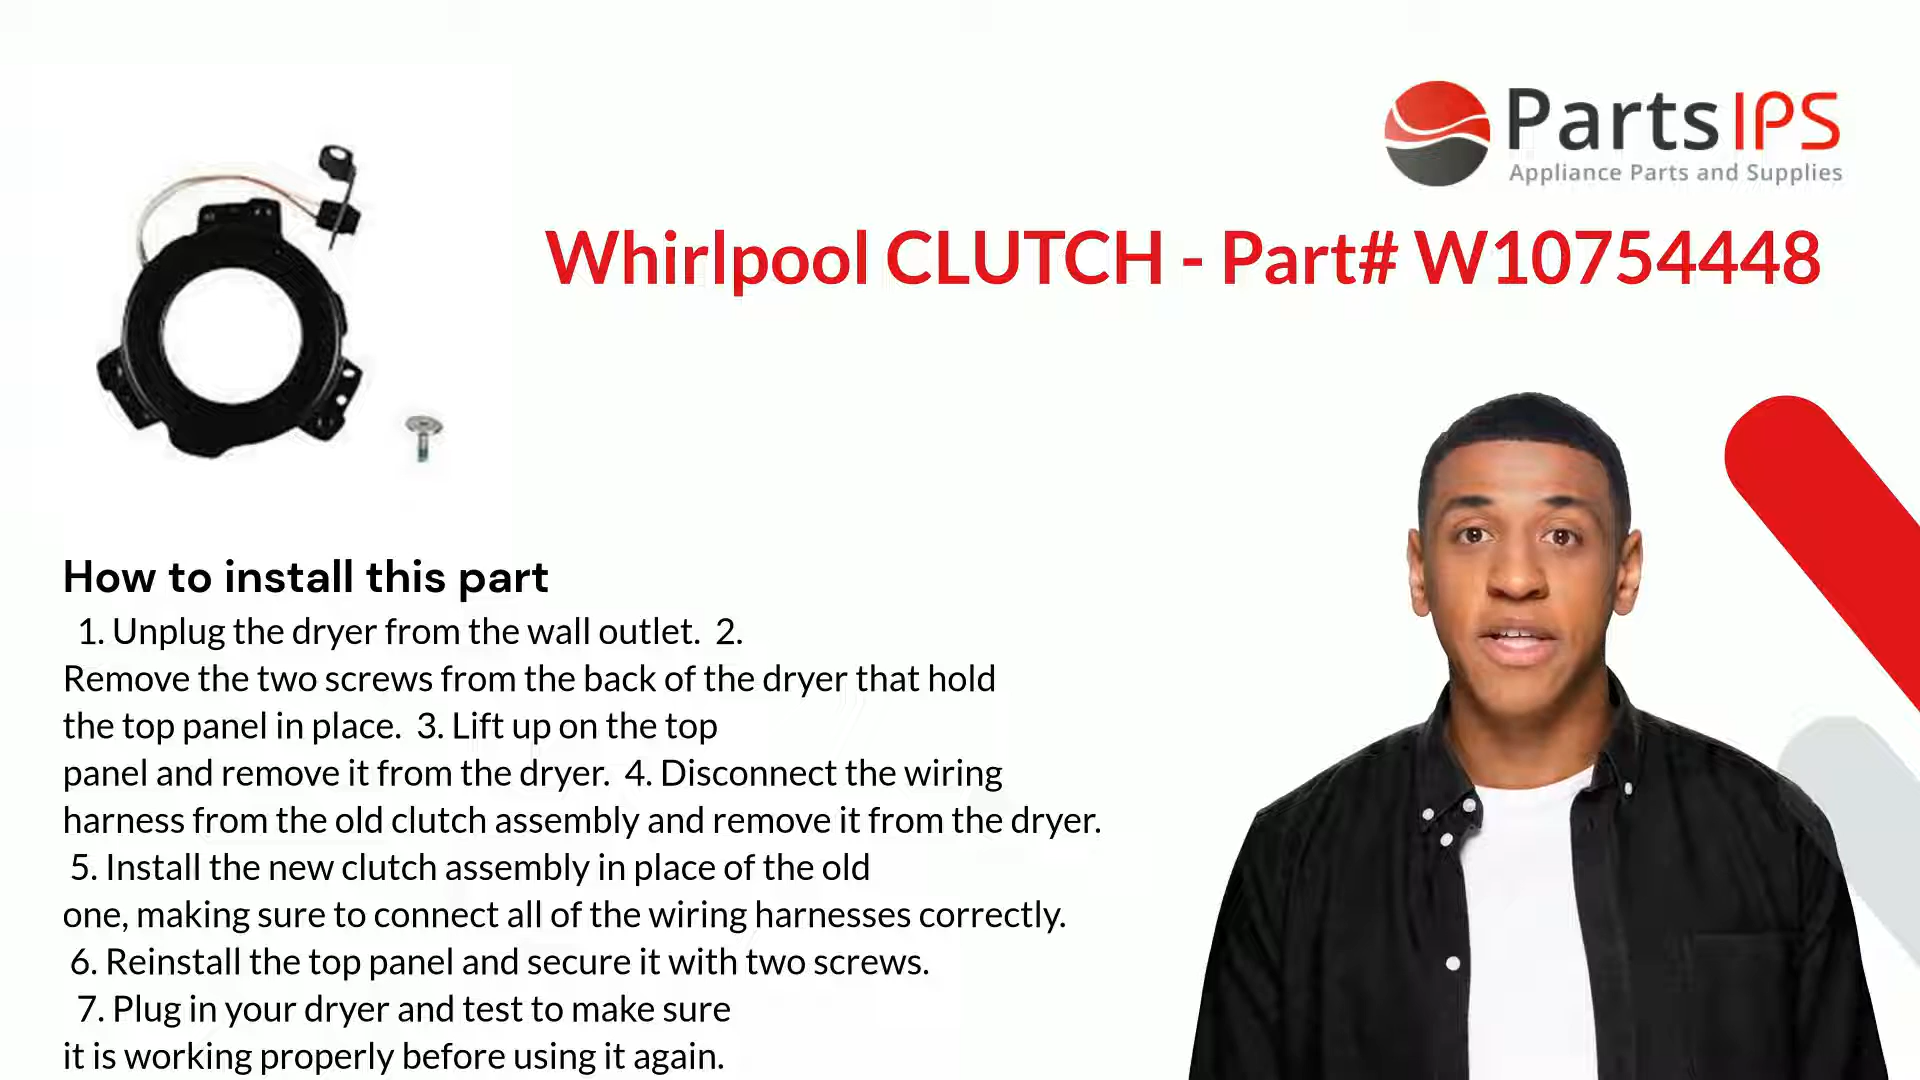 Parts IPS
Appliance Parts and Supplies
Whirlpool CLUTCH - Part# W10754448
How to install this part
1. Unplug the dryer from the wall outlet. 2.
Remove the two screws from the back of the dryer that hold
the top panel in place. 3. Lift up on the top
panel and remove it from the dryer. 4. Disconnect the wiring
harness from the old clutch assembly and remove it from the dryer.
5. Install the new clutch assembly in place of the old
one, making sure to connect all of the wiring harnesses correctly.
6. Reinstall the top panel and secure it with two screws.
7. Plug in your dryer and test to make sure
it is working properly before using it again.